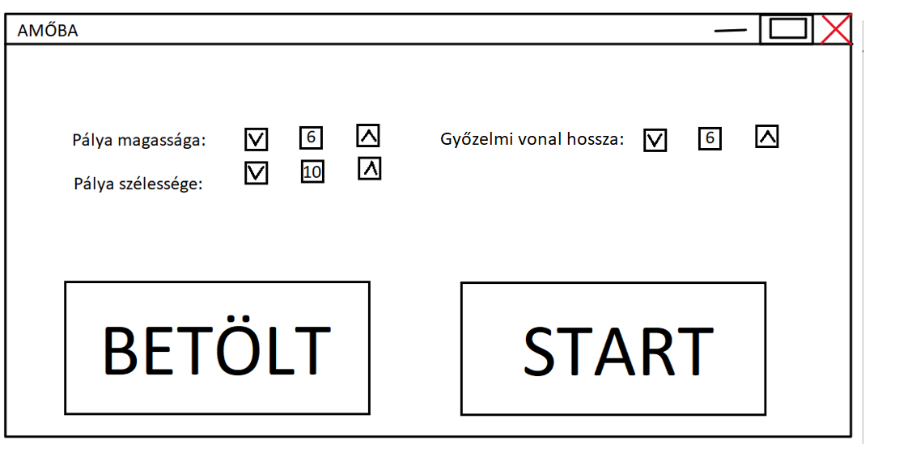 AMŐBA
Pálya magassága: 6 Győzelmi vonal hossza: 6
Pálya szélessége: 10
BETÖLT START